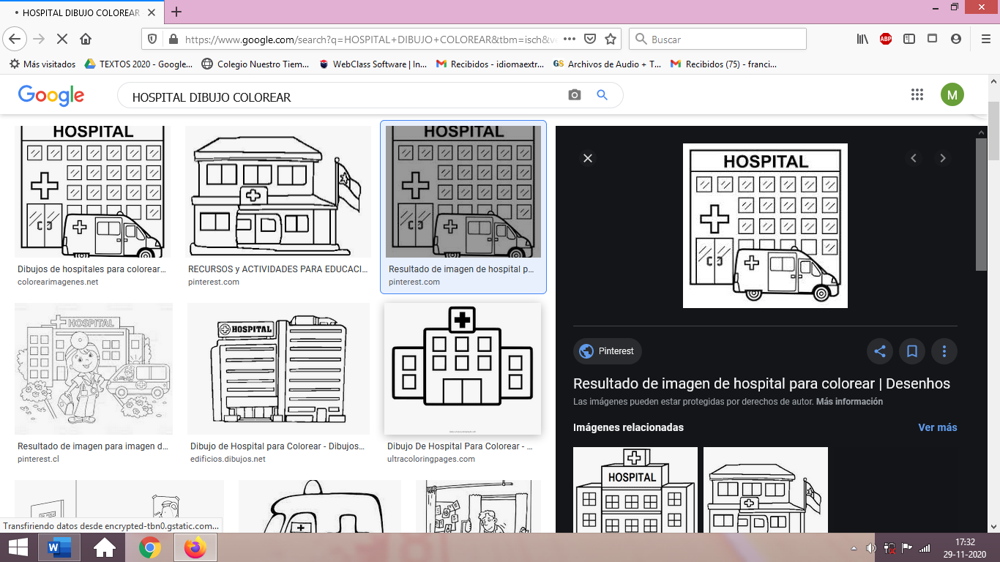 HOSPITAL DIBUJO COLOREAR
https://www.google.com/search?q=HOSPITAL+DIBUJO+COLOREAR&tbm=isch&v
Buscar
Más visitados
TEXTOS 2020 - Google...
Colegio Nuestro Tiem...
WebClass Software | In...
Recibidos - idiomaextr...
GS Archivos de Audio + T...
Recibidos (75) - franci...
ABP
Google
HOSPITAL DIBUJO COLOREAR
M
HOSPITAL
Dibujos de hospitales para colorear...
colorearimagenes.net
RECURSOS y ACTIVIDADES PARA EDUCACI...
pinterest.com
HOSPITAL
Resultado de imagen de hospital p...
pinterest.com
HOSPITAL
Resultado de imagen para imagen d...
pinterest.cl
HOSPITAL
Dibujo de Hospital para Colorear - Dibujos...
edificios.dibujos.net
Dibujo De Hospital Para Colorear - ...
ultracoloringpages.com
HOSPITAL
Pinterest
Resultado de imagen de hospital para colorear | Desenhos
Las imágenes pueden estar protegidas por derechos de autor. Más información
Imágenes relacionadas
Ver más
HOSPITAL
Transfiriendo datos desde encrypted-tbn0.gstatic.com...
W
17:32
29-11-2020